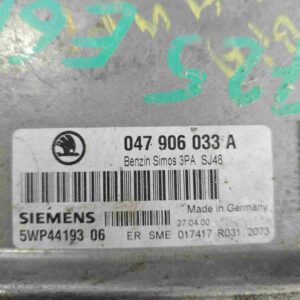 047 906 033 A
Benzin Simos 3PA SJ48
SIEMENS
Made in Germany
27.04.00
5WP44193 06
ER SME 017417 R031 2073